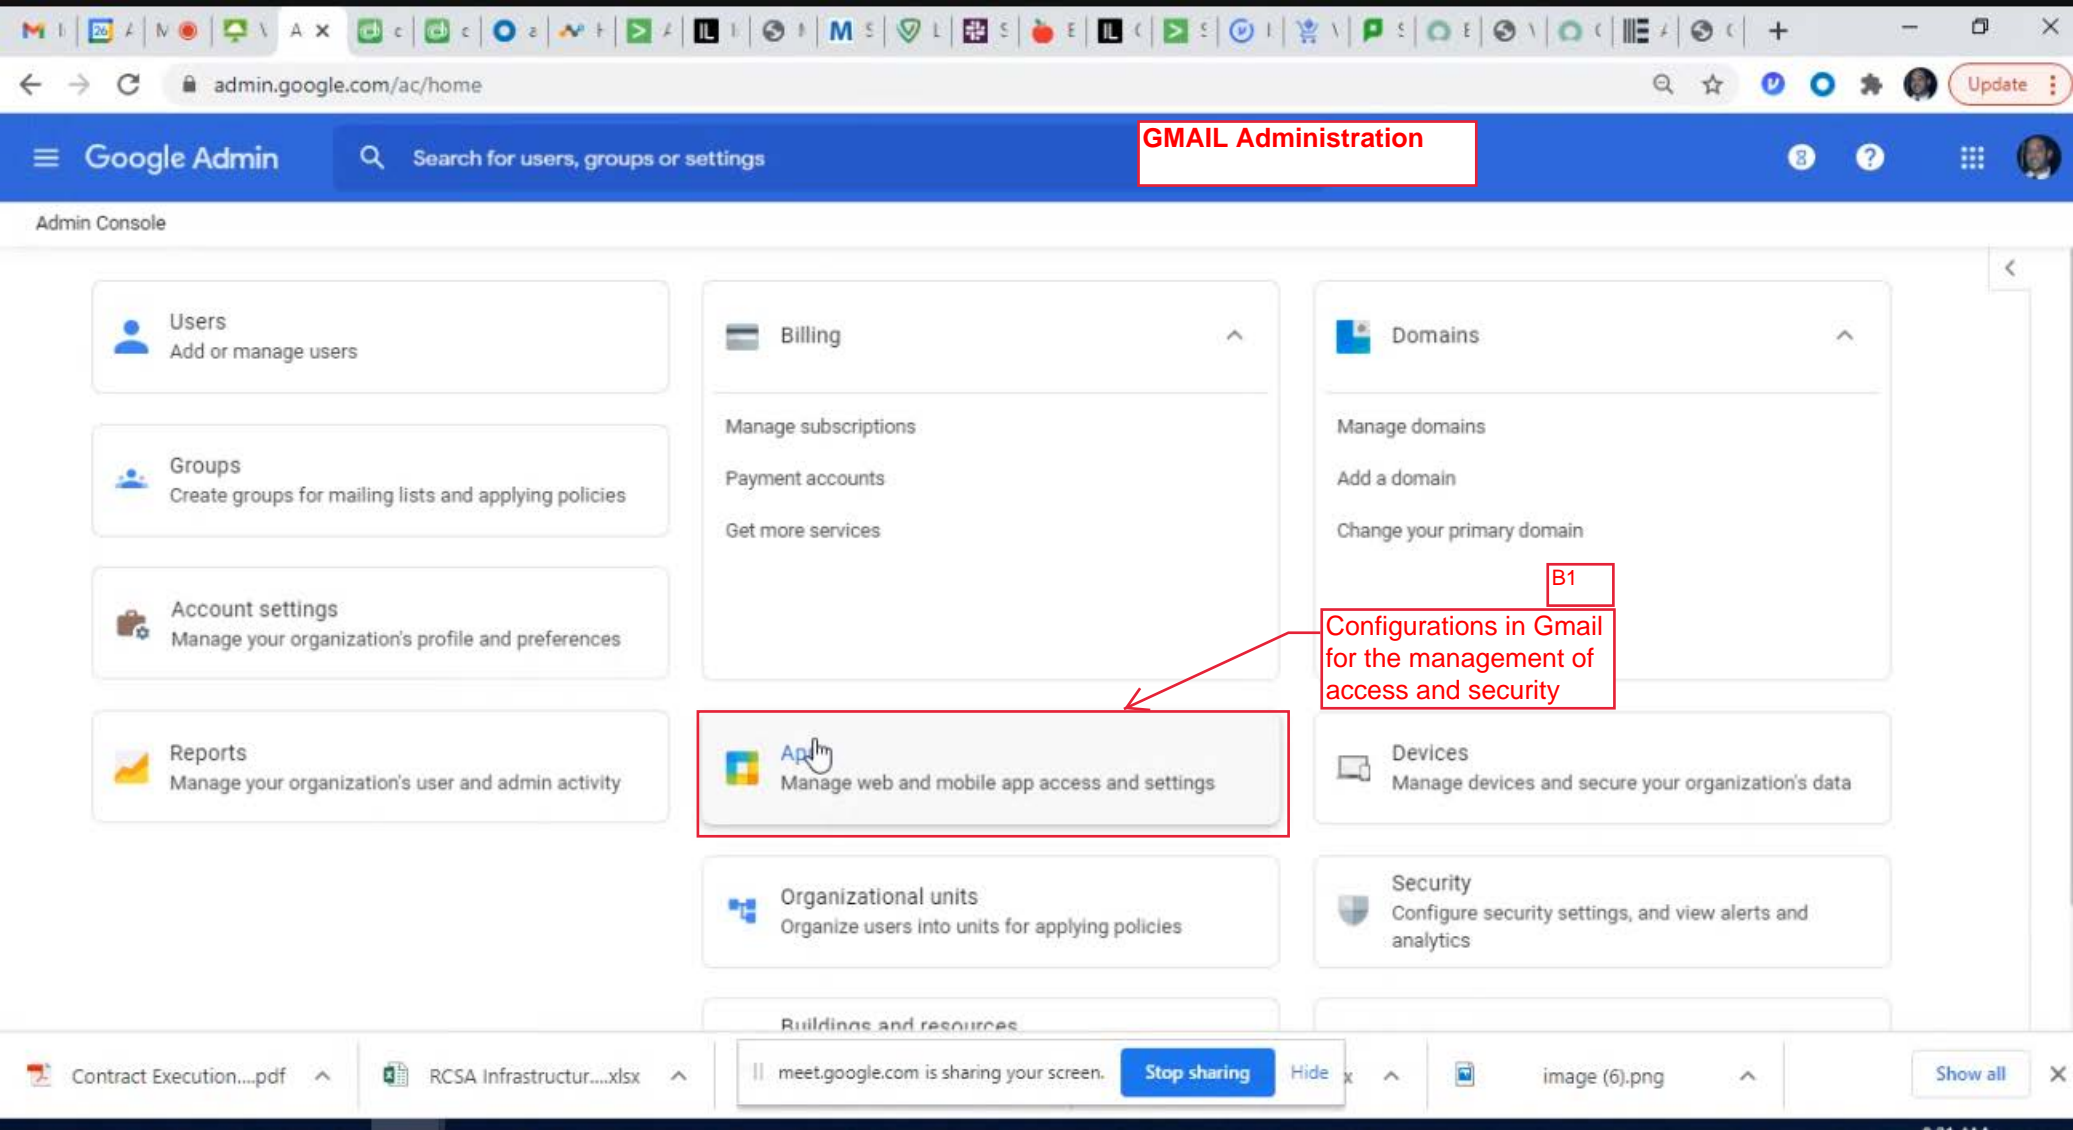 admin.google.com/ac/home
Update
Google Admin
Search for users, groups or settings
GMAIL Administration
Admin Console
Users
Add or manage users
Groups
Create groups for mailing lists and applying policies
Account settings
Manage your organization's profile and preferences
Reports
Manage your organization's user and admin activity
Billing
Manage subscriptions
Payment accounts
Get more services
Domains
Manage domains
Add a domain
Change your primary domain
B1
Configurations in Gmail
for the management of
access and security
Manage web and mobile app access and settings
Devices
Manage devices and secure your organization's data
Organizational units
Organize users into units for applying policies
Security
Configure security settings, and view alerts and
analytics
Buildings and resources
Contract Execution....pdf
RCSA Infrastructur....xlsx
meet.google.com is sharing your screen.
Stop sharing
Hide
image (6).png
Show all